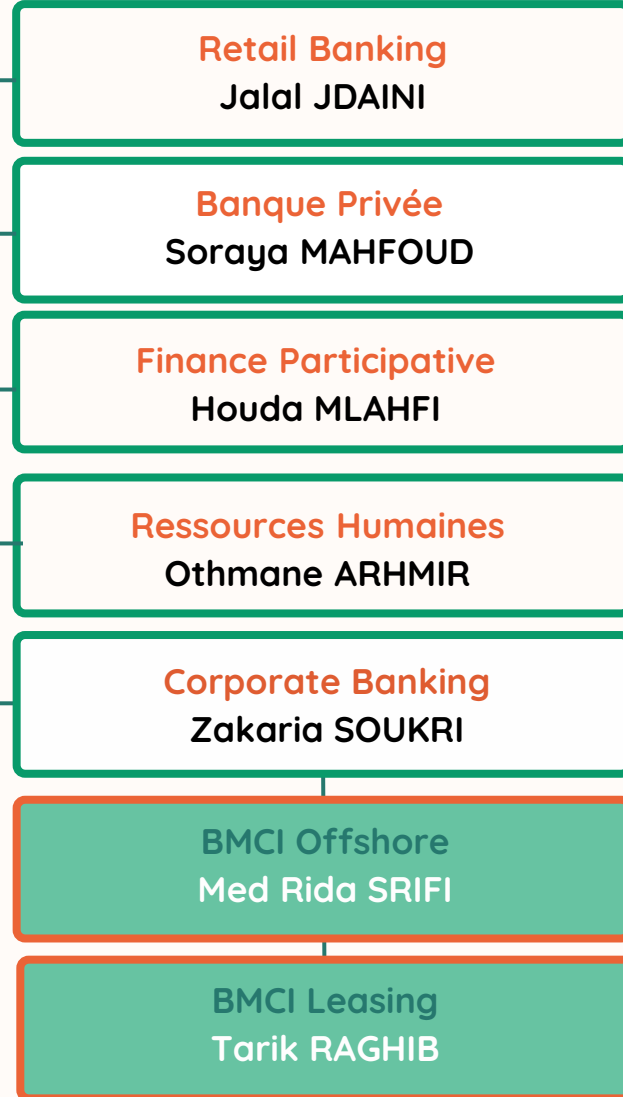 Retail Banking
Jalal JDAINI
Banque Privée
Soraya MAHFOUD
Finance Participative
Houda MLAHFI
Ressources Humaines
Othmane ARHMIR
Corporate Banking
Zakaria SOUKRI
BMCI Offshore
Med Rida SRIFI
BMCI Leasing
Tarik RAGHIB